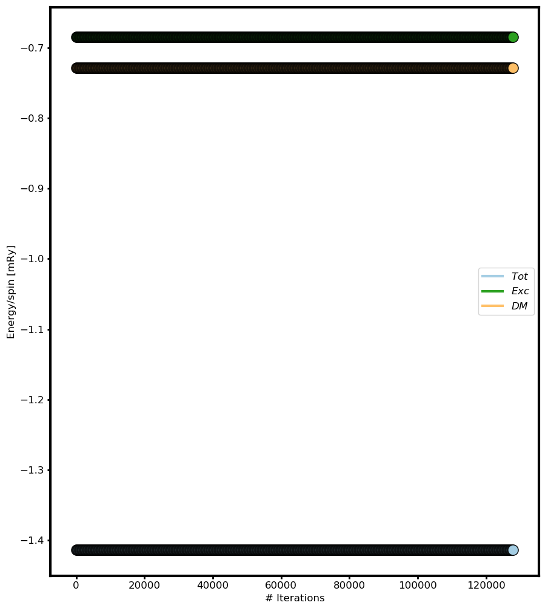 Energy/spin [mRy]
−0.7
−0.8
−0.9
−1.0
−1.1
−1.2
−1.3
−1.4
Tot
Exc
DM
0 20000 40000 60000 80000 100000 120000
# Iterations